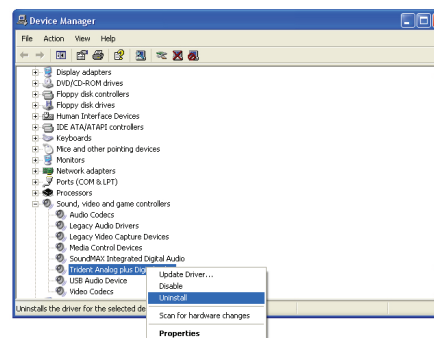 Device Manager
File Action View Help
Display adapters
DVD/CD-ROM drives
Floppy disk controllers
Floppy disk drives
Human Interface Devices
IDE ATA/ATAPI controllers
Keyboards
Mice and other pointing devices
Monitors
Network adapters
Ports (COM & LPT)
Processors
Sound, video and game controllers
Audio Codecs
Legacy Audio Drivers
Legacy Video Capture Devices
Media Control Devices
SoundMAX Integrated Digital Audio
Trident Analog plus Dig
USB Audio Device
Video Codecs
Update Driver...
Disable
Uninstall
Scan for hardware changes
Properties
Uninstalls the driver for the selected de